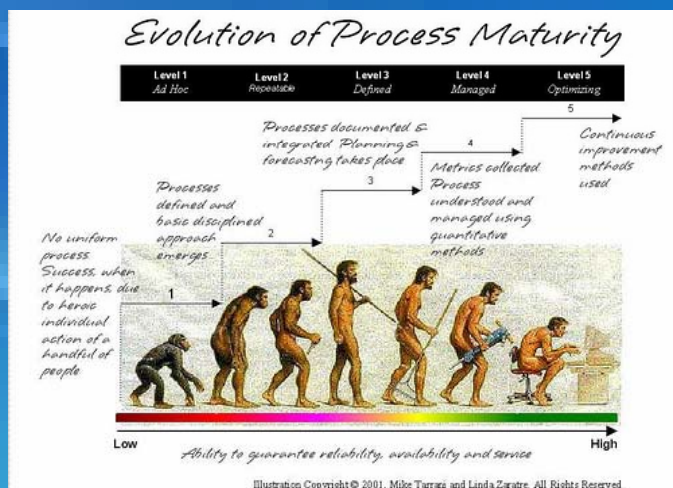 Evolution of Process Maturity
Level 1
Ad Hoc
Level 2
Repeatable
Level 3
Defined
Level 4
Managed
Level 5
Optimizing
No uniform
process
Success, when
it happens, due
to heroic
individual
action of a
handful of
people
1
Processes
defined and
basic disciplined
approach
emerges
2
Processes documented &
integrated Planning &
forecastng takes place
3
4
Metrics collected
Process
understood and
managed using
quantitative
methods
5
Continuous
improvement
methods
used
Low
High
Ability to guarantee reliability, availability and service
Illustration Copyright © 2001, Mike Tarrani and Linda Zaratre. All Rights Reserved